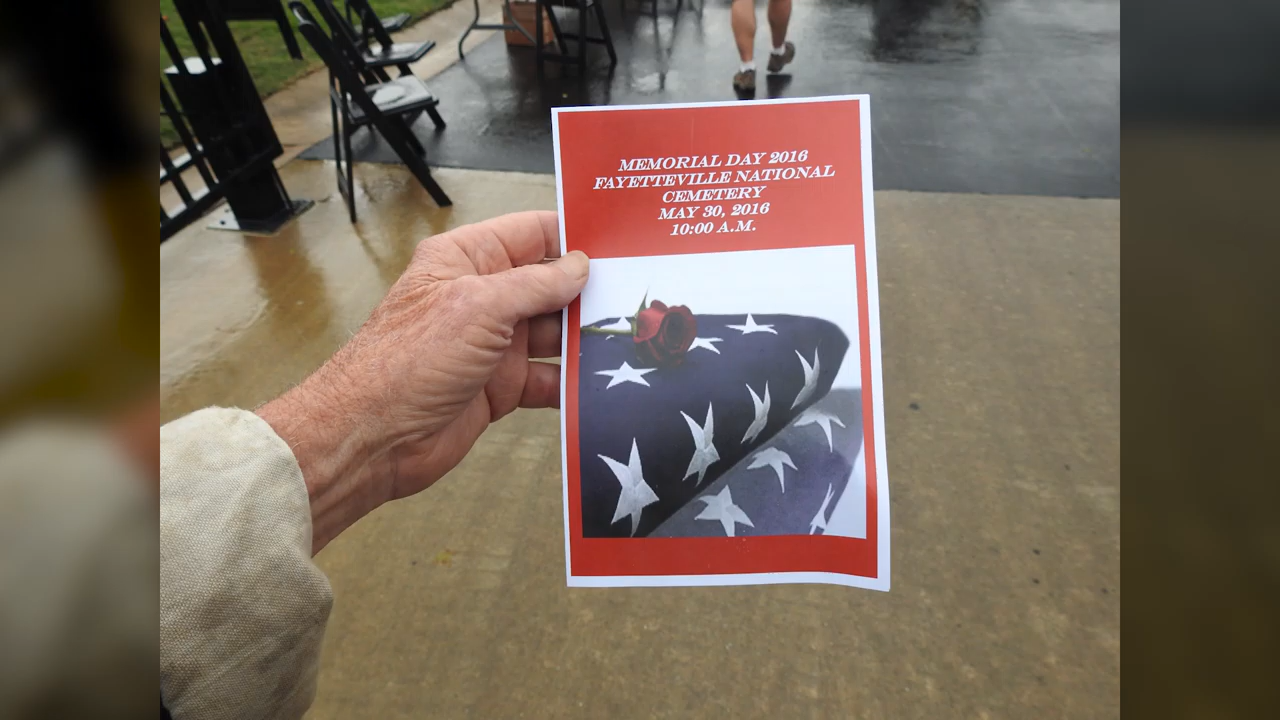 MEMORIAL DAY 2016
FAYETTEVILLE NATIONAL
CEMETERY
MAY 30, 2016
10:00 A.M.